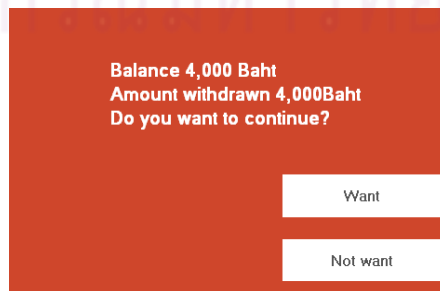 Balance 4,000 Baht
Amount withdrawn 4,000Baht
Do you want to continue?
Want
Not want